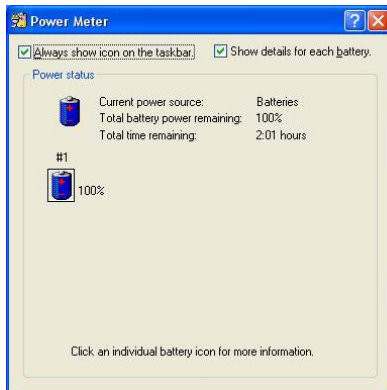 Power Meter
Always show icon on the taskbar.
Show details for each battery.
Power status
Current power source: Batteries
Total battery power remaining: 100%
Total time remaining: 2:01 hours
#1
100%
Click an individual battery icon for more information.